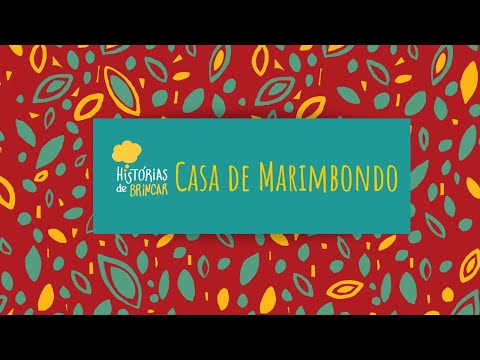 HISTÓRIAS
de BRINCAR
CASA DE MARIMBONDO